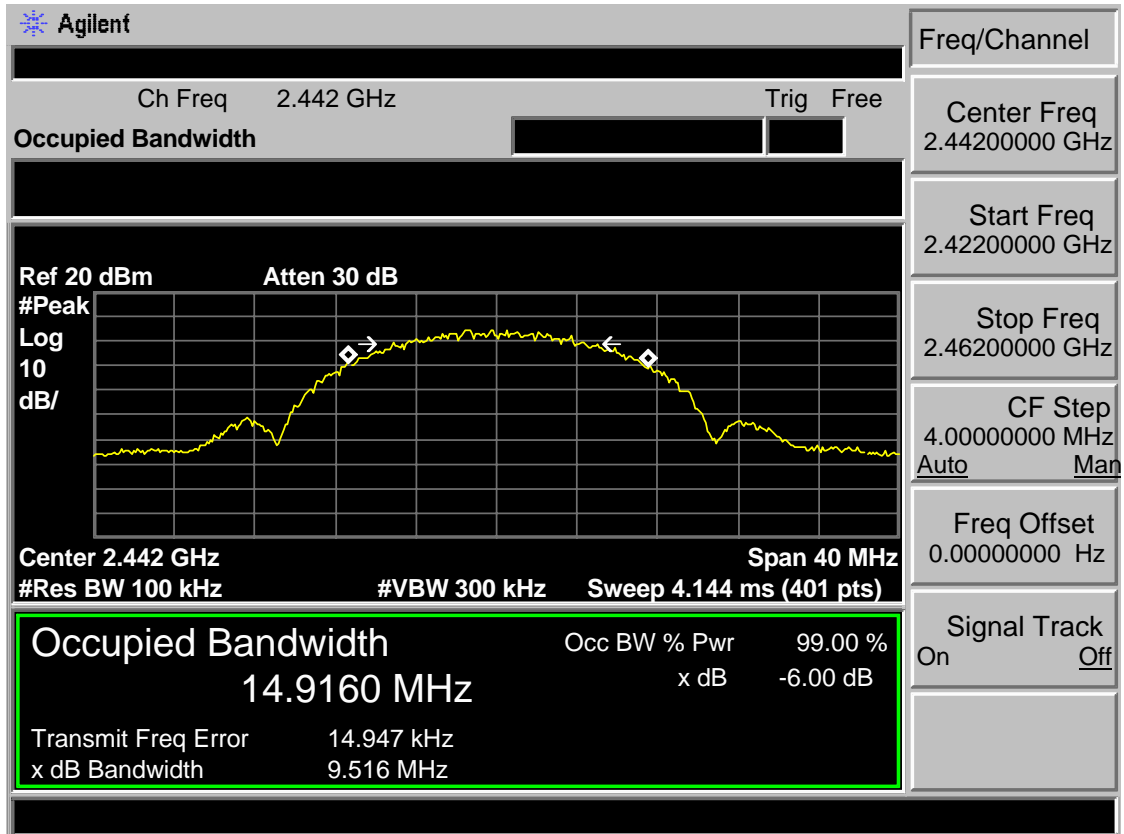 Agilent
Freq/Channel
Ch Freq 2.442 GHz Trig Free
Occupied Bandwidth
Center Freq
2.44200000 GHz
Start Freq
2.42200000 GHz
Ref 20 dBm Atten 30 dB
#Peak
Log
10
dB/
Stop Freq
2.46200000 GHz
CF Step
4.00000000 MHz
Auto Man
Freq Offset
0.00000000 Hz
Center 2.442 GHz Span 40 MHz
#Res BW 100 kHz #VBW 300 kHz Sweep 4.144 ms (401 pts)
Signal Track
On Off
Occupied Bandwidth Occ BW % Pwr 99.00 %
14.9160 MHz x dB -6.00 dB
Transmit Freq Error 14.947 kHz
x dB Bandwidth 9.516 MHz